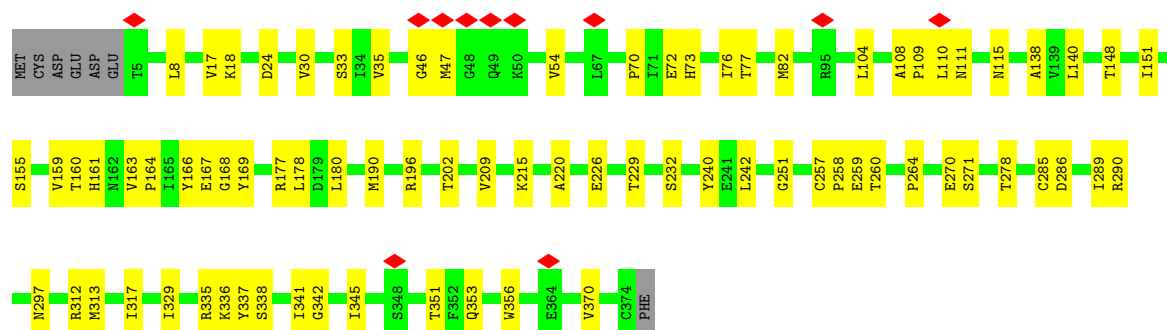 MET CYS ASP GLU ASP GLU T5 L8 V17 K18 D24 V30 S33 I34 V35 G46 M47 G48 Q49 K50 V54 L67 P70 I71 E72 H73 I76 T77 M82 R95 L104 A108 P109 L110 N111 N115 A138 V139 L140 T148 I151
S155 V159 T160 H161 N162 V163 P164 I165 Y166 E167 G168 Y169 R177 L178 D179 L180 M190 R196 T202 V209 K215 A220 E226 T229 S232 Y240 E241 L242 G251 C257 P258 E259 T260 P264 E270 S271 T278 C285 D286 I289 R290
N297 R312 M313 I317 I329 R335 K336 Y337 S338 I341 G342 I345 S348 T351 F352 Q353 W356 E364 V370 C374 PHE